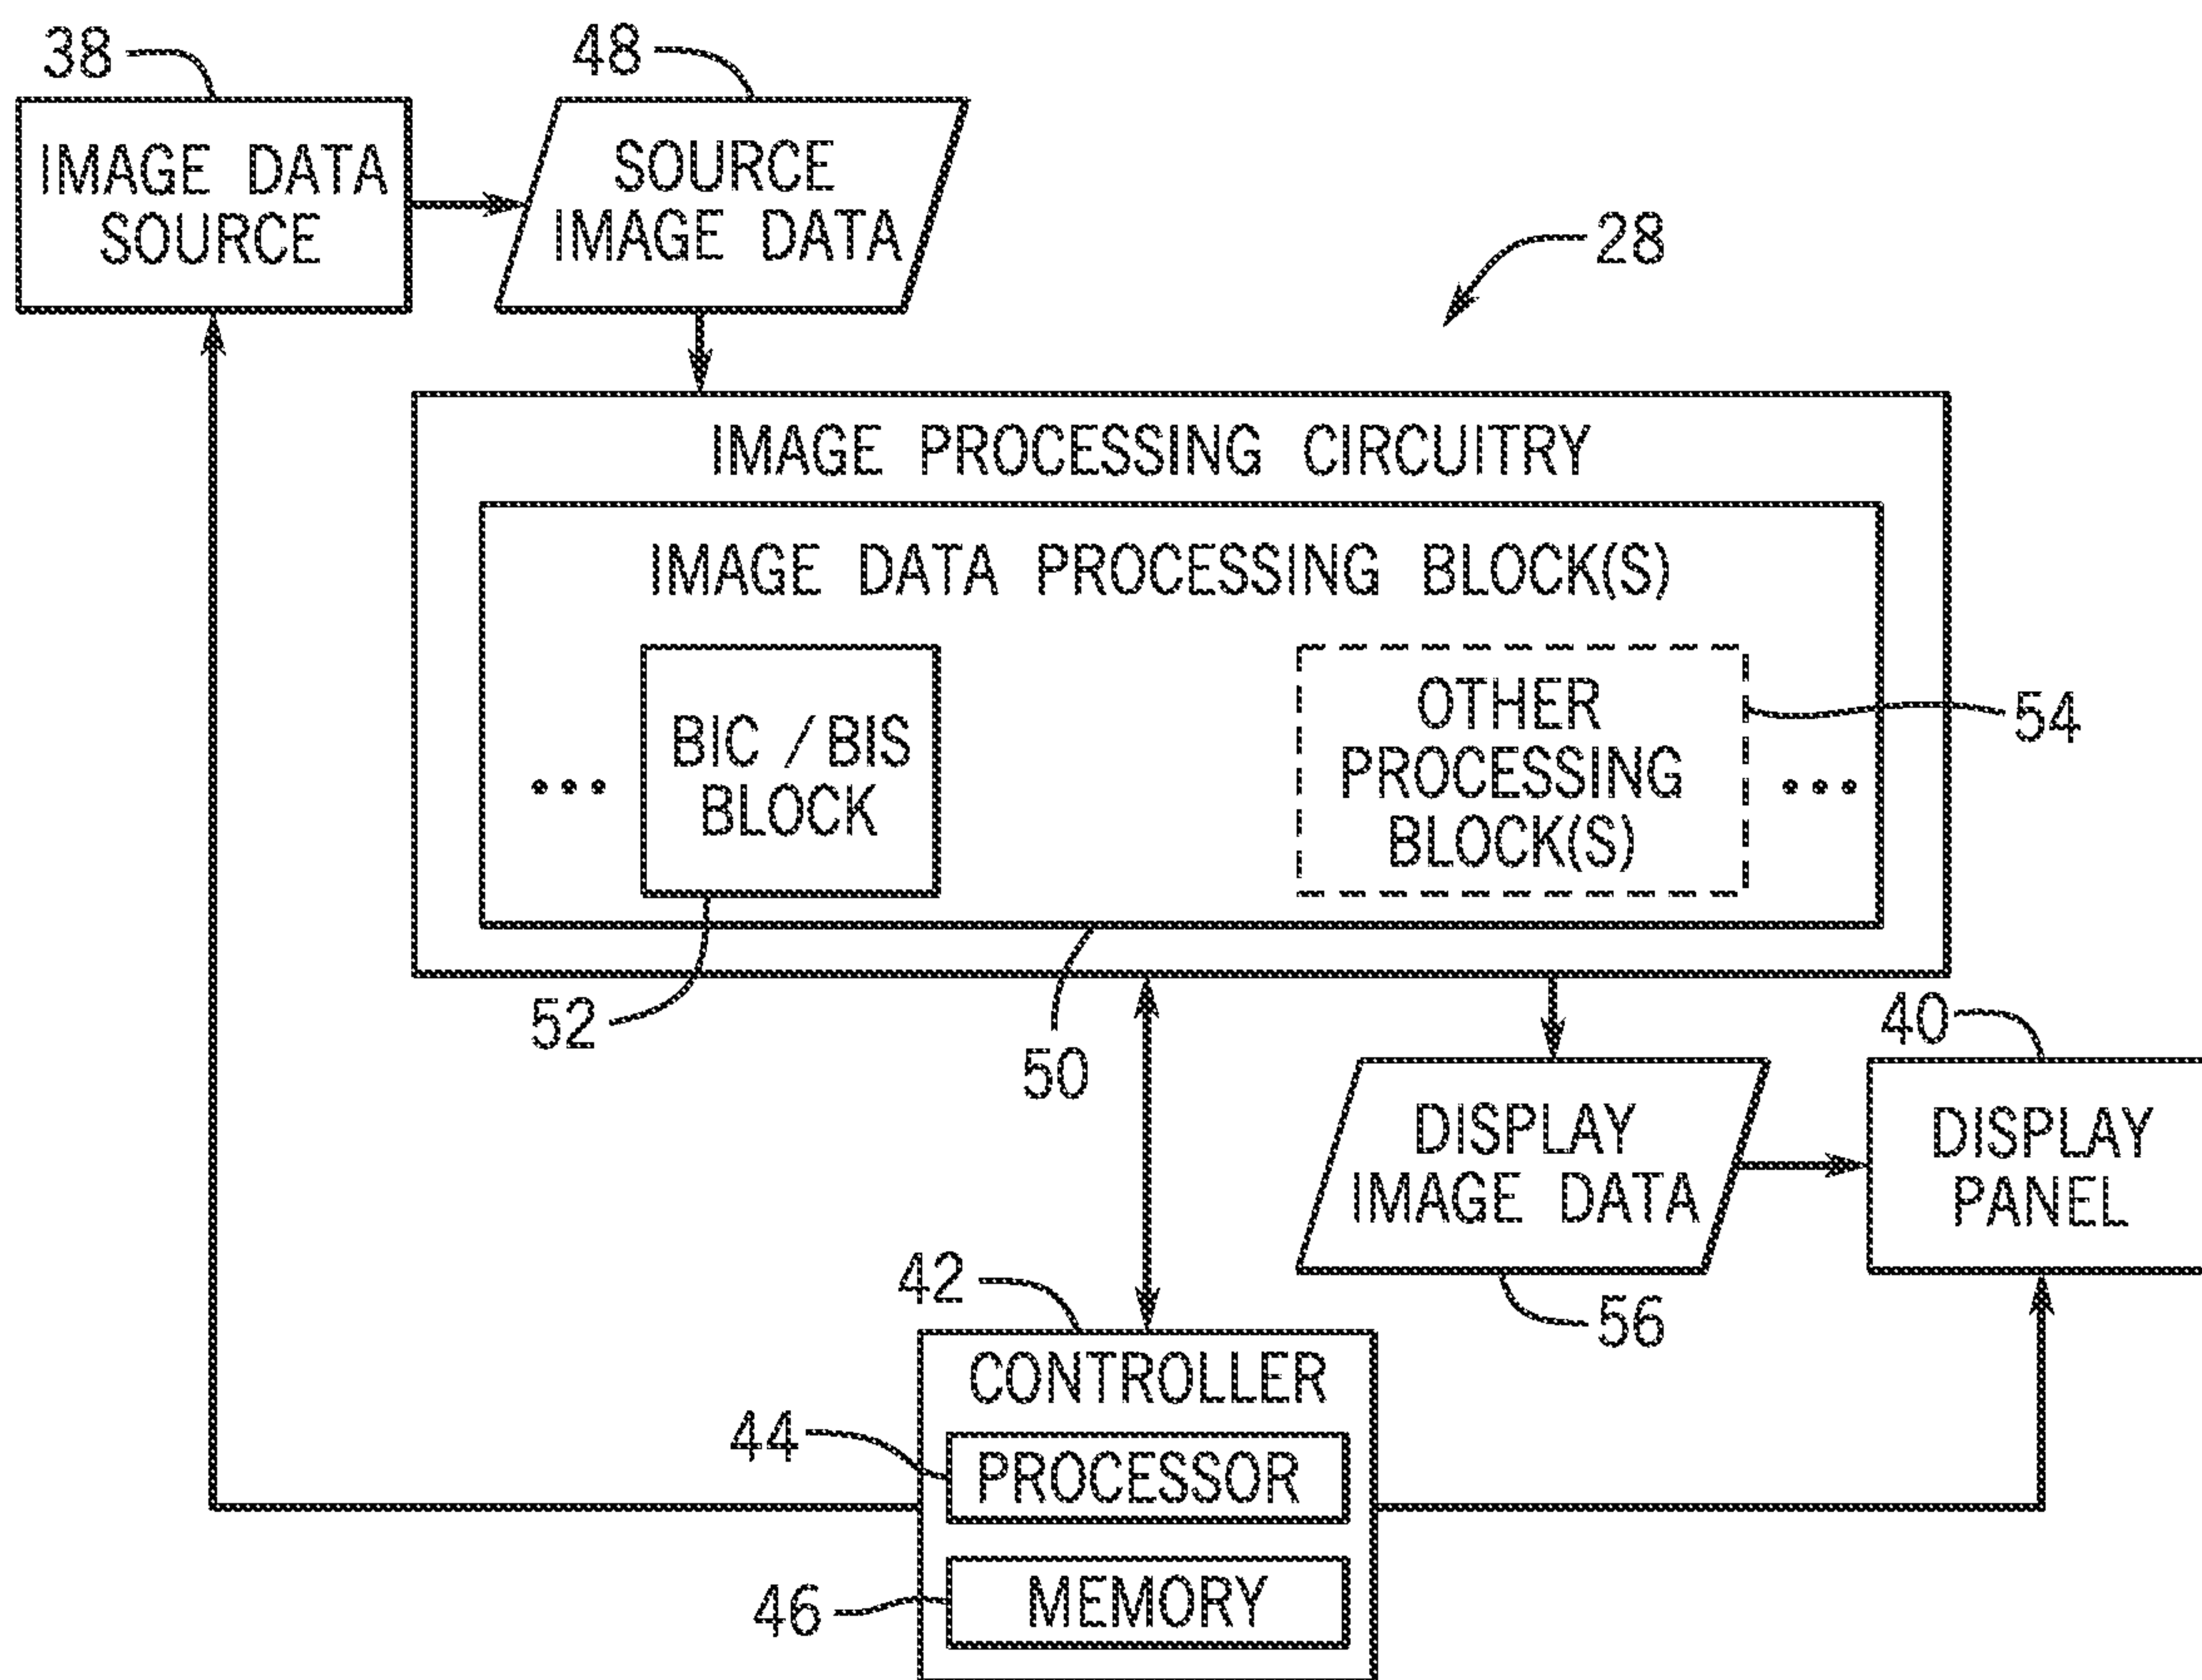 38
48
IMAGE DATA
SOURCE
SOURCE
IMAGE DATA
28
IMAGE PROCESSING CIRCUITRY
IMAGE DATA PROCESSING BLOCK(S)
BIC / BIS
BLOCK
OTHER
PROCESSING
BLOCK(S)
54
...
...
52
50
40
DISPLAY
IMAGE DATA
DISPLAY
PANEL
42
56
CONTROLLER
44
PROCESSOR
46
MEMORY